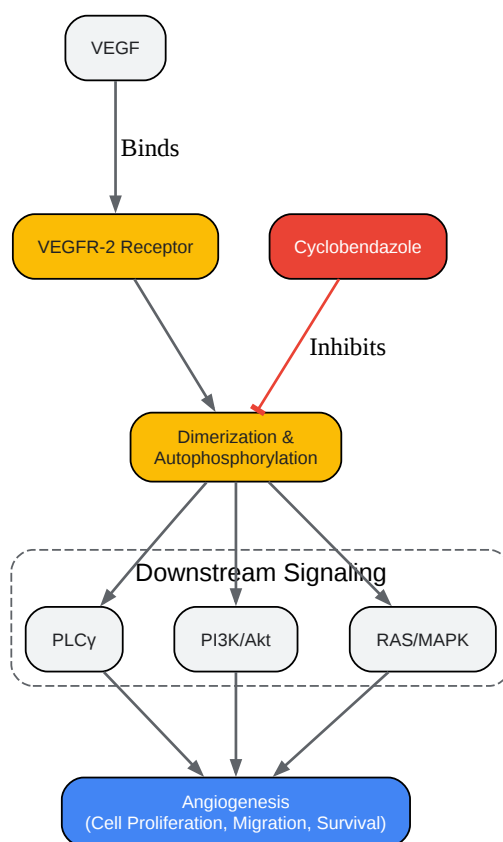 VEGF
Binds
VEGFR-2 Receptor
Cyclobendazole
Inhibits
Dimerization &
Autophosphorylation
Downstream Signaling
PLCγ
PI3K/Akt
RAS/MAPK
Angiogenesis
(Cell Proliferation, Migration, Survival)